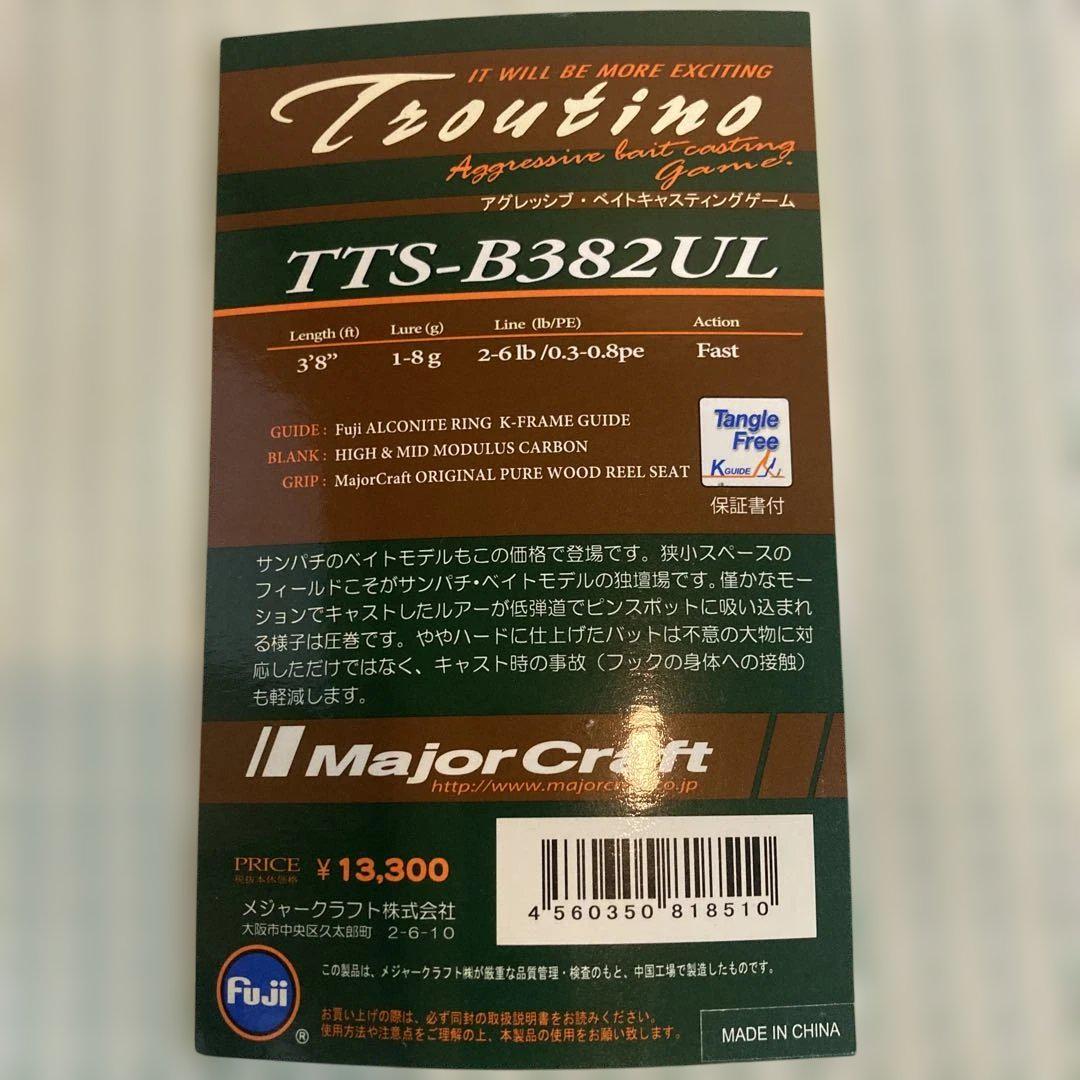 IT WILL BE MORE EXCITING
Troutino
Aggressive bait casting
Game.
アグレッシブ・ベイトキャスティングゲーム
TTS-B382UL
Length (ft) Lure (g) Line (lb/PE) Action
3'8" 1-8 g 2-6 lb /0.3-0.8pe Fast
GUIDE : Fuji ALCONITE RING K-FRAME GUIDE
BLANK : HIGH & MID MODULUS CARBON
GRIP : MajorCraft ORIGINAL PURE WOOD REEL SEAT
Tangle
Free
K GUIDE
保証書付
サンパチのベイトモデルもこの価格で登場です。狭小スペースの
フィールドこそがサンパチ・ベイトモデルの独壇場です。僅かなモー
ションでキャストしたルアーが低弾道でピンスポットに吸い込まれ
る様子は圧巻です。ややハードに仕上げたバットは不意の大物に対
応しただけではなく、キャスト時の事故（フックの身体への接触）
も軽減します。
Major Craft
http://www.majorcraft.co.jp
PRICE ¥ 13,300
税抜本体価格
メジャークラフト株式会社
大阪市中央区久太郎町 2-6-10
4 560350 818510
この製品は、メジャークラフト㈱が厳重な品質管理・検査のもと、中国工場で製造したものです。
Fuji
®
お買い上げの際は、必ず同封の取扱説明書をお読みください。
使用方法や注意点をご理解の上、本製品の使用をお願い致します。
MADE IN CHINA